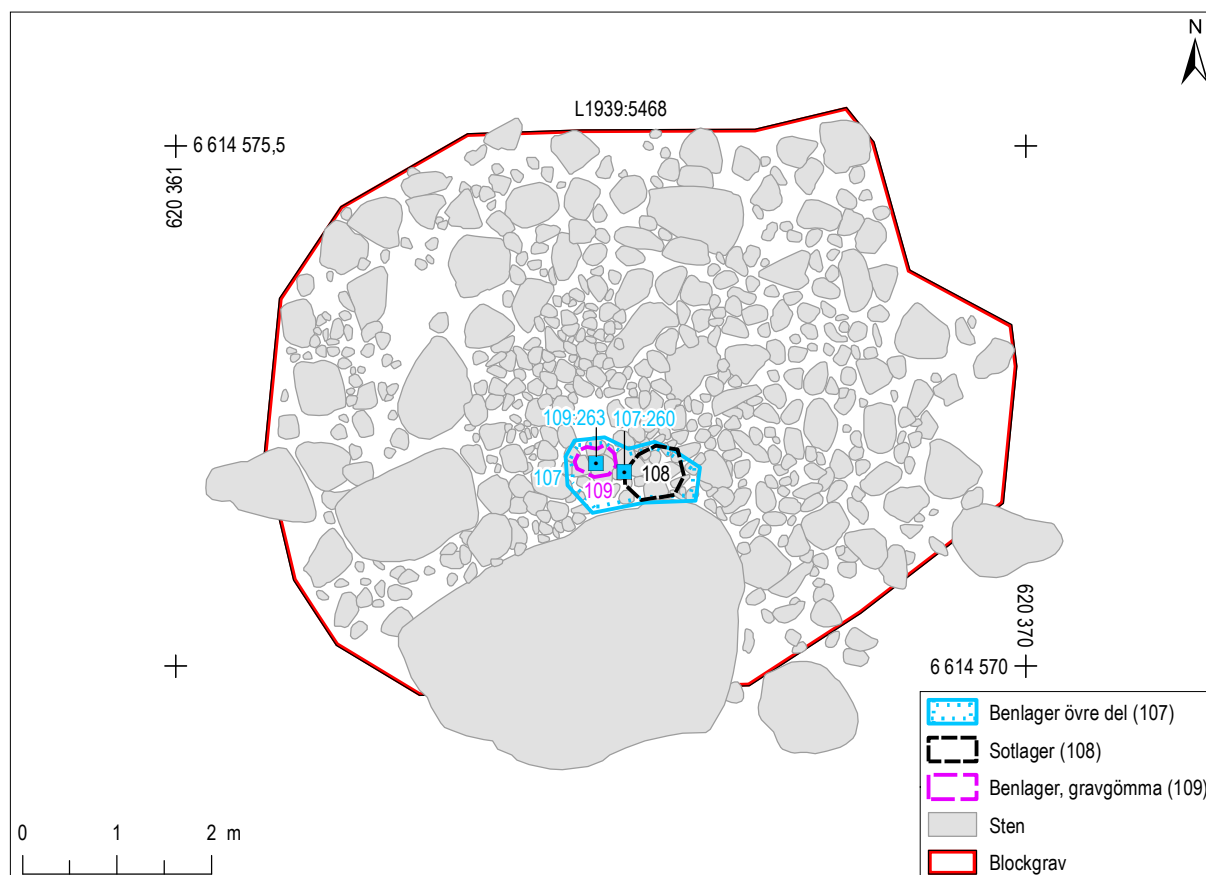 N
L1939:5468
6 614 575,5
620 361
109:263 107:260
107
108
109
620 370
6 614 570
Benlager övre del (107)
Sotlager (108)
Benlager, gravgömma (109)
Sten
Blockgrav
0 1 2 m